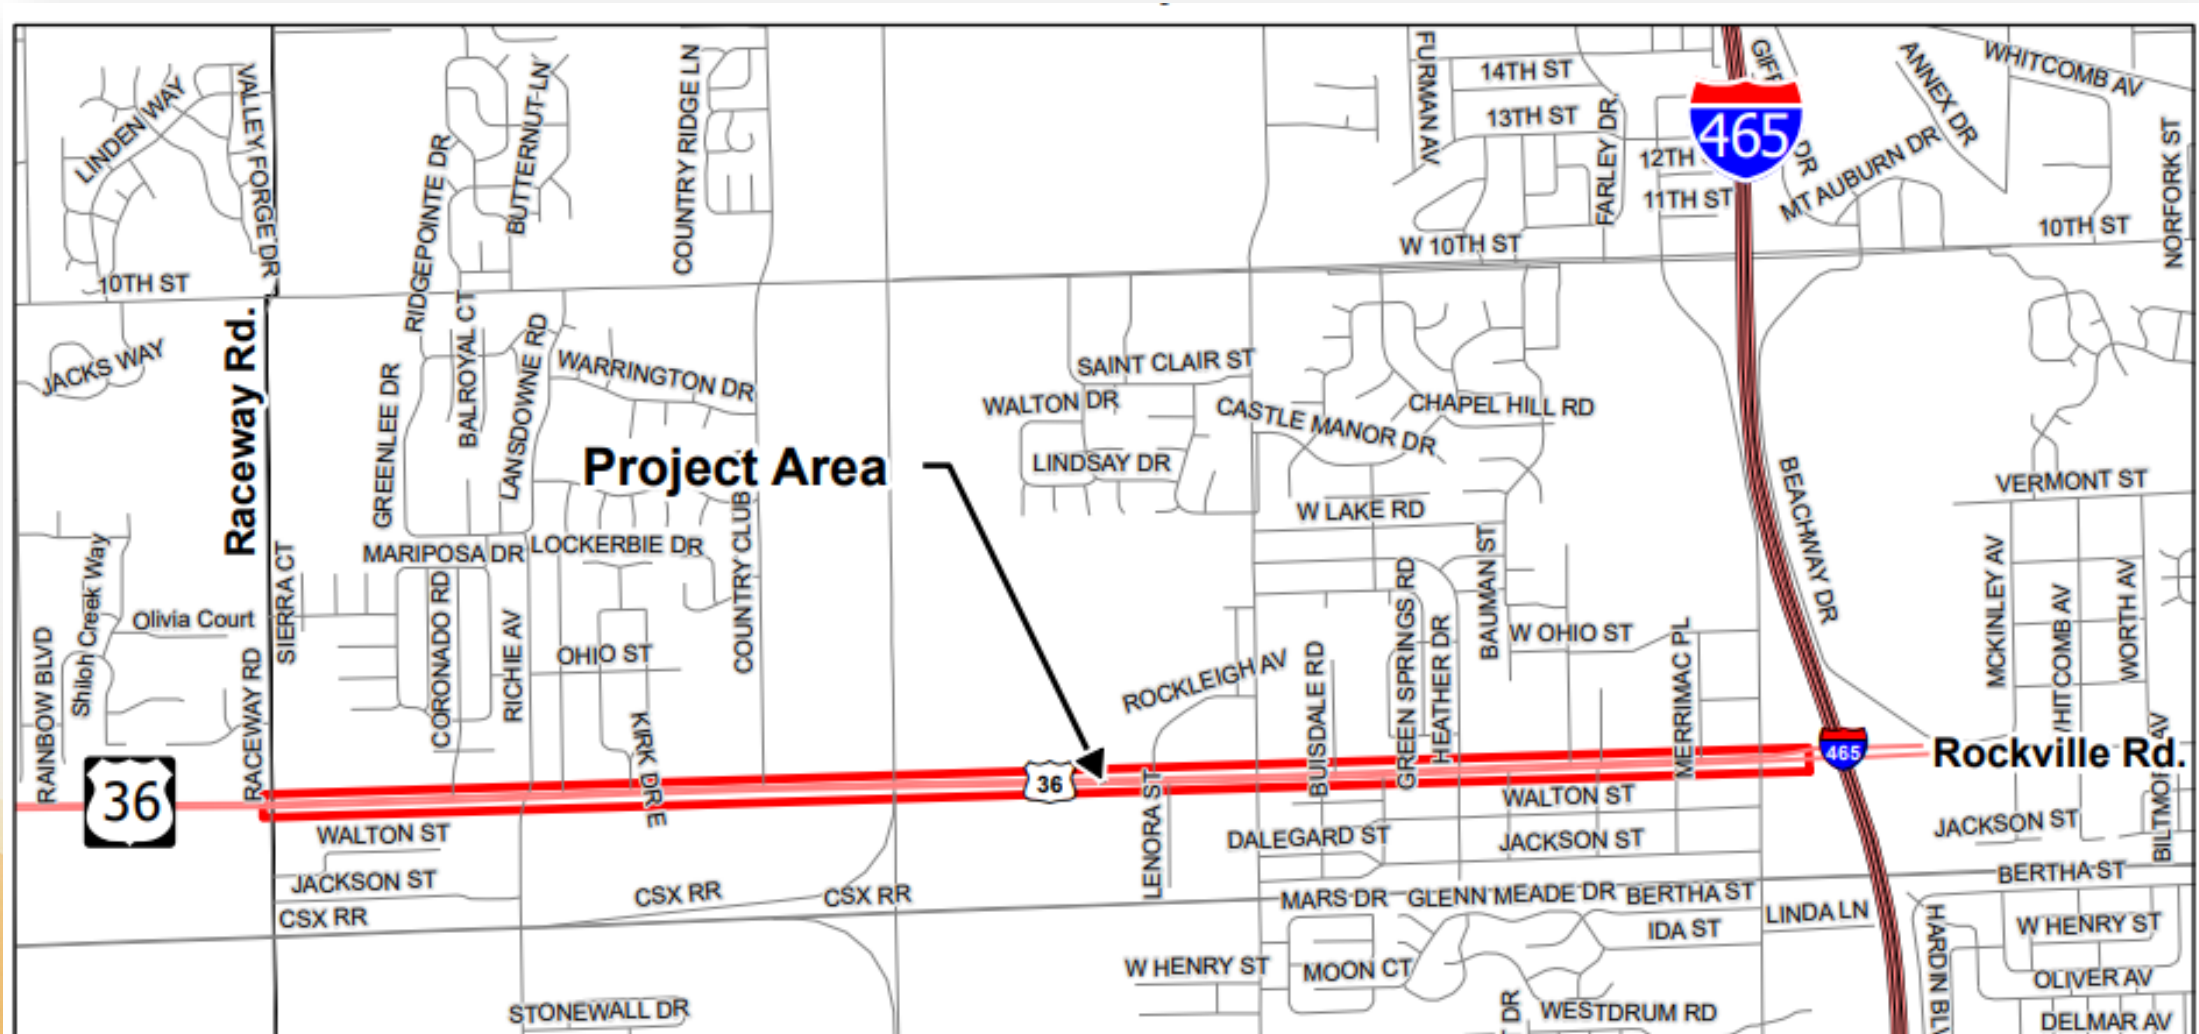 FURMAN AV
14TH ST
13TH ST
FARLEY DR
12TH
11TH ST
W 10TH ST
465
DR
ANNEX DR
WHITCOMB AV
MT AUBURN DR
10TH ST
NORFORK ST
LINDEN WAY
VALLEY FORGE DR
RIDGEPOINTE DR
BUTTERNUT LN
COUNTRY RIDGE LN
10TH ST
JACKS WAY
Raceway Rd.
GREENLEE DR
BALROYAL CT
LANSDOWNE RD
WARRINGTON DR
SAINT CLAIR ST
WALTON DR
CASTLE MANOR DR
CHAPEL HILL RD
Project Area
LINDSAY DR
W LAKE RD
BEACHWAY DR
VERMONT ST
MARIPOSA DR
LOCKERBIE DR
COUNTRY CLUB
SIERRA CT
Shiloh Creek Way
Olivia Court
RAINBOW BLVD
RACEWAY RD
CORONADO RD
RICHIE AV
OHIO ST
KIRK DR
ROCKLEIGH AV
BUISDALE RD
GREEN SPRINGS RD
HEATHER DR
BAUMAN ST
W OHIO ST
MERRIMAC PL
MCKINLEY AV
WHITCOMB AV
WORTH AV
36
36
465
Rockville Rd.
WALTON ST
JACKSON ST
CSX RR
CSX RR
CSX RR
LENORA ST
DALEGARD ST
WALTON ST
JACKSON ST
JACKSON ST
BERTHA ST
MARS DR
GLENN MEADE DR
BERTHA ST
IDA ST
LINDA LN
W HENRY ST
MOON CT
HARDIN BLV
W HENRY ST
OLIVER AV
STONEWALL DR
DR
WESTDRUM RD
DELMAR AV